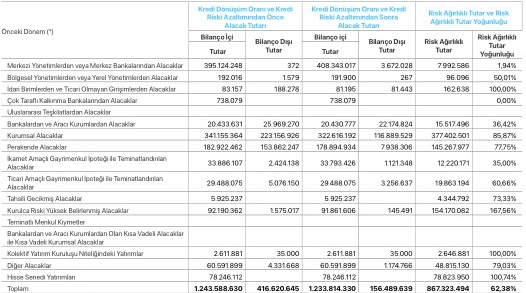 Kredi Dönüşüm Oranı ve Kredi Riski Azaltımından Önce Alacak Tutarı
Kredi Dönüşüm Oranı ve Kredi Riski Azaltımından Sonra Alacak Tutarı
Risk Ağırlıklı Tutar ve Risk Ağırlıklı Tutar Yoğunluğu
Önceki Dönem (*)
Bilanço İçi Tutar
Bilanço Dışı Tutar
Bilanço içi Tutar
Bilanço Dışı Tutar
Risk Ağırlıklı Tutar
Risk Ağırlıklı Tutar Yoğunluğu
Merkezi Yönetimlerden veya Merkez Bankalarından Alacaklar 395.124.248 372 408.343.017 3.672.028 7.992.586 1,94%
Bölgesel Yönetimlerden veya Yerel Yönetimlerden Alacaklar 192.016 1.579 191.900 267 96.096 50,01%
İdari Birimlerden ve Ticari Olmayan Girişimlerden Alacaklar 83.157 188.278 81.195 81.443 162.638 100,00%
Çok Taraflı Kalkınma Bankalarından Alacaklar 738.079 738.079 0,00%
Uluslararası Teşkilatlardan Alacaklar
Bankalardan ve Aracı Kurumlardan Alacaklar 20.433.631 25.969.270 20.430.777 22.174.824 15.517.496 36,42%
Kurumsal Alacaklar 341.155.364 223.156.926 322.616.192 116.889.529 377.402.501 85,87%
Perakende Alacaklar 182.922.462 153.862.247 178.894.934 7.938.306 145.267.977 77,75%
İkamet Amaçlı Gayrimenkul İpoteği ile Teminatlandırılan Alacaklar 33.886.107 2.424.138 33.793.426 1.121.348 12.220.171 35,00%
Ticari Amaçlı Gayrimenkul İpoteği ile Teminatlandırılan Alacaklar 29.488.075 5.076.150 29.488.075 3.256.637 19.863.194 60,66%
Tahsili Gecikmiş Alacaklar 5.925.237 5.925.237 4.344.792 73,33%
Kurulca Riski Yüksek Belirlenmiş Alacaklar 92.190.362 1.575.017 91.861.606 145.491 154.170.082 167,56%
Teminatlı Menkul Kıymetler
Bankalardan ve Aracı Kurumlardan Olan Kısa Vadeli Alacaklar ile Kısa Vadeli Kurumsal Alacaklar
Kolektif Yatırım Kuruluşu Niteliğindeki Yatırımlar 2.611.881 35.000 2.611.881 35.000 2.646.881 100,00%
Diğer Alacaklar 60.591.899 4.331.668 60.591.899 1.174.766 48.815.130 79,03%
Hisse Senedi Yatırımları 78.246.112 78.246.112 78.823.950 100,74%
Toplam 1.243.588.630 416.620.645 1.233.814.330 156.489.639 867.323.494 62,38%